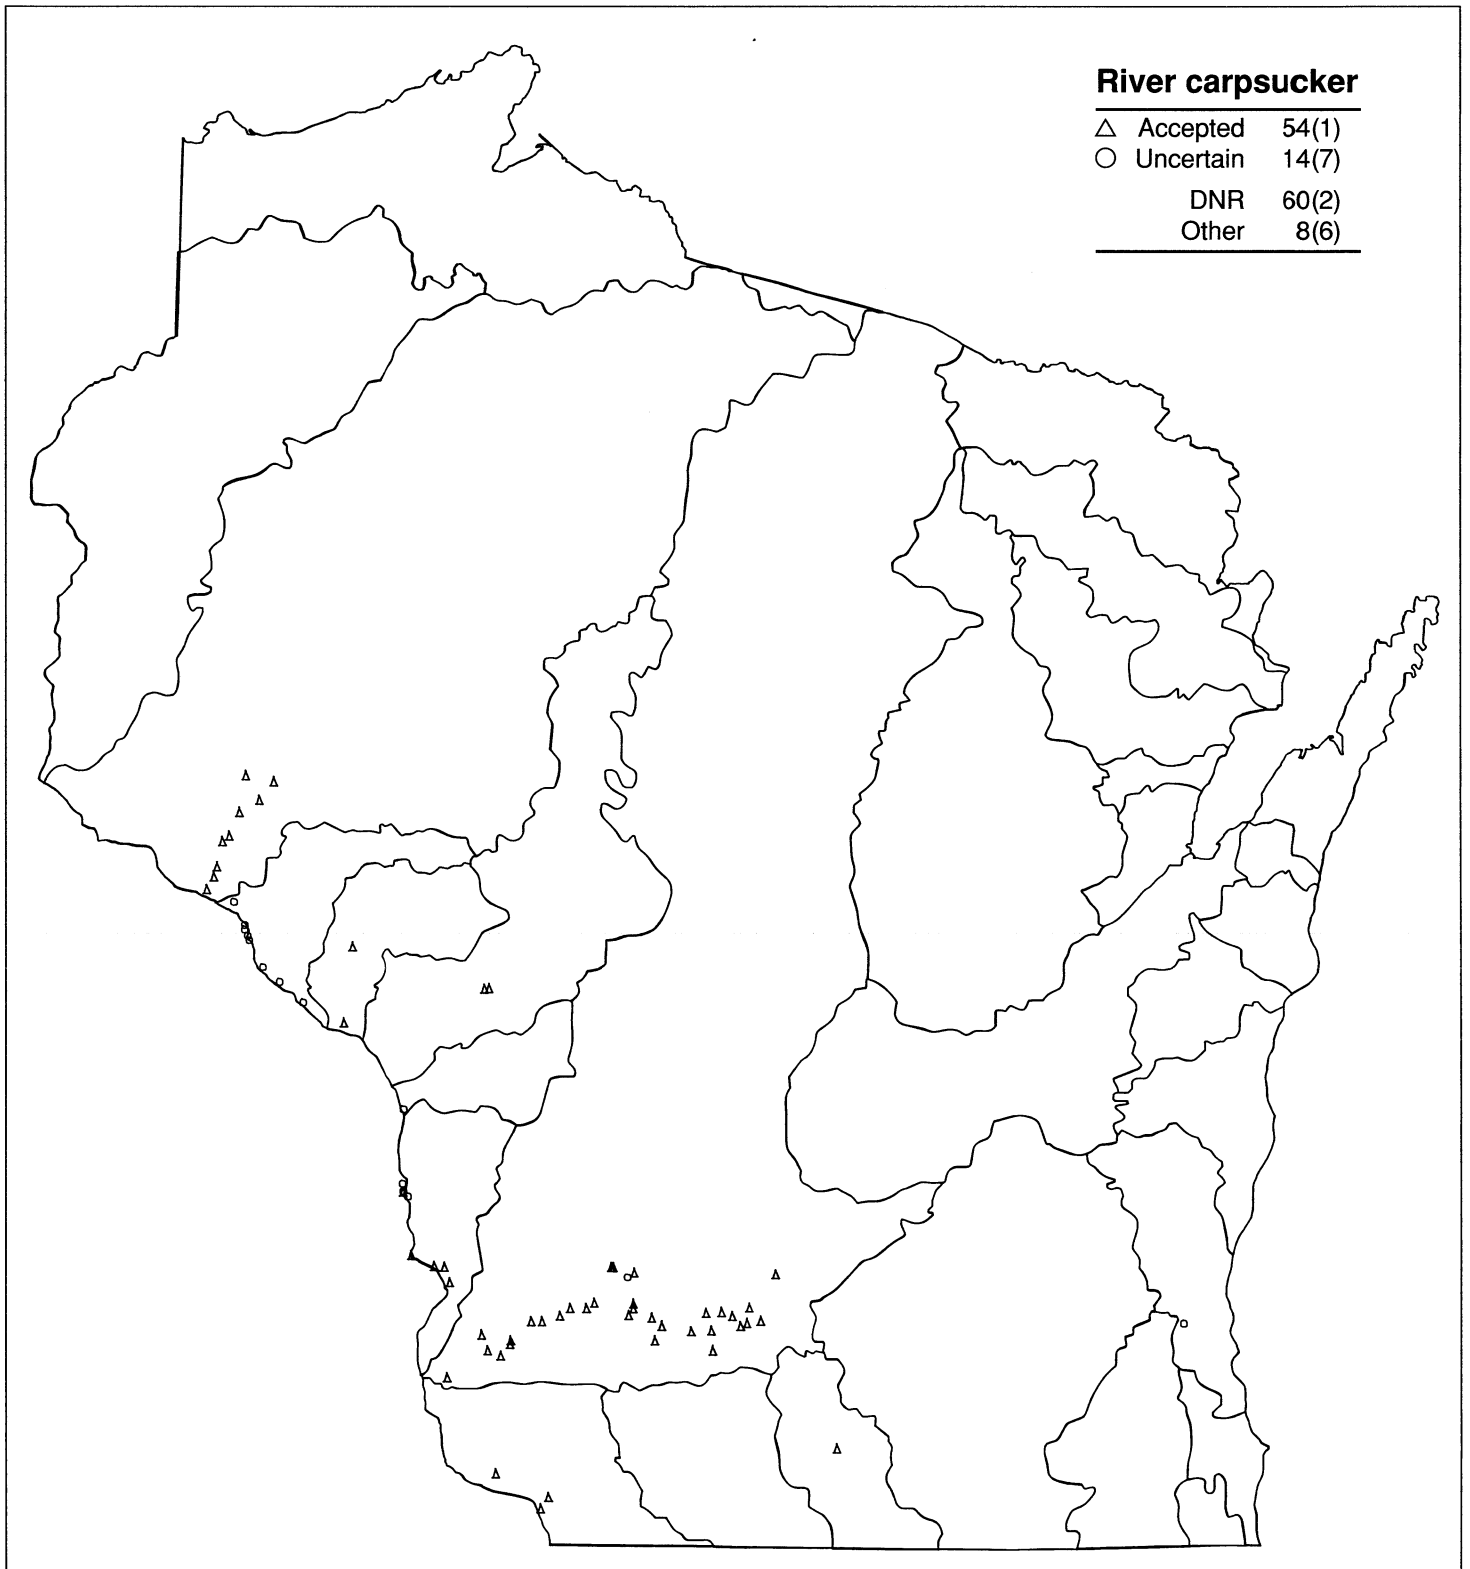 River carpsucker
△ Accepted 54(1)
○ Uncertain 14(7)
DNR 60(2)
Other 8(6)